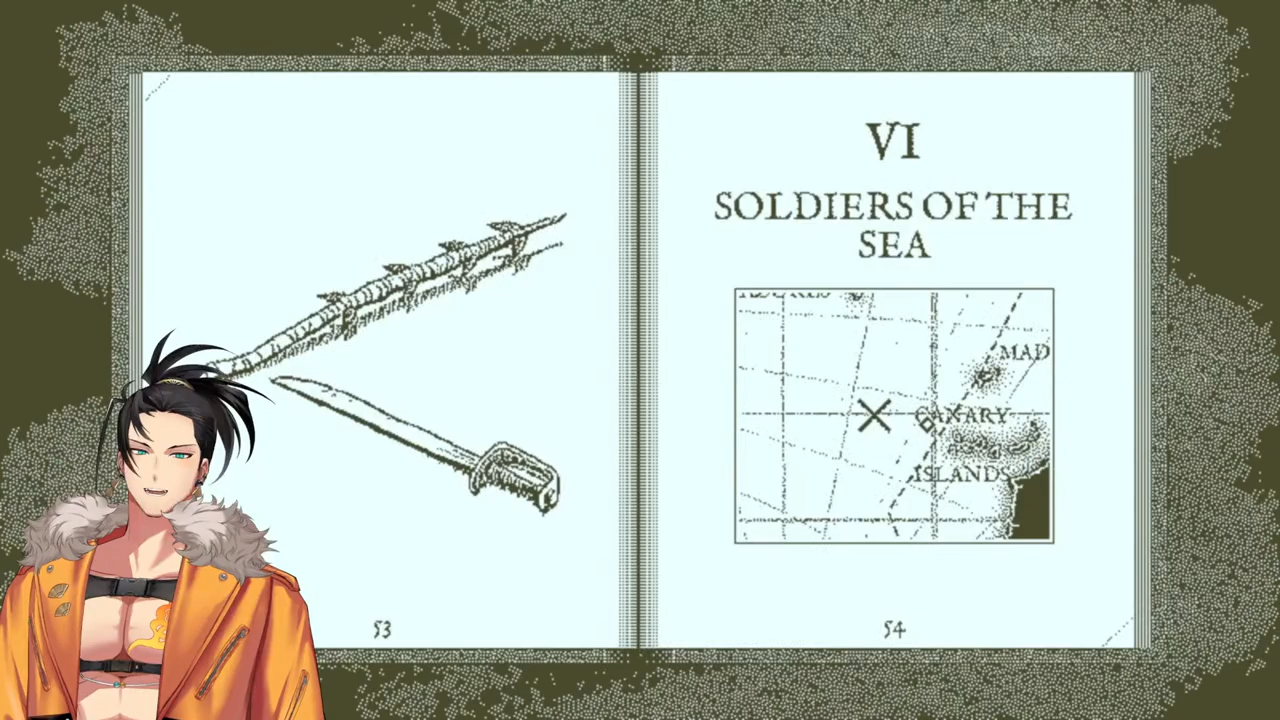 VI
SOLDIERS OF THE
SEA
MAD
CANARY
ISLANDS
53
54